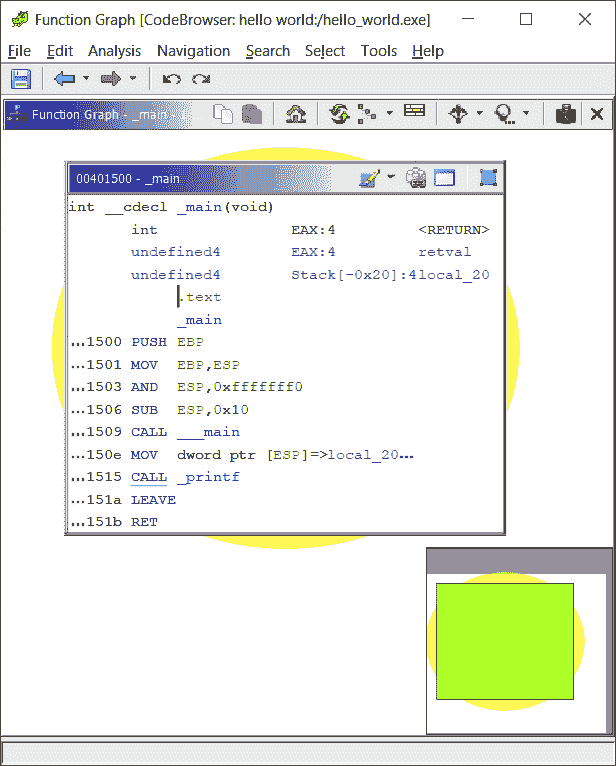 Function Graph [CodeBrowser: hello world:/hello_world.exe]
File Edit Analysis Navigation Search Select Tools Help
Function Graph - _main -
00401500 - _main
int __cdecl _main(void)
int EAX:4 <RETURN>
undefined4 EAX:4 retval
undefined4 Stack[-0x20]:4 local_20
.text
_main
...1500 PUSH EBP
...1501 MOV EBP,ESP
...1503 AND ESP,0xfffffff0
...1506 SUB ESP,0x10
...1509 CALL ___main
...150e MOV dword ptr [ESP]=>local_20...
...1515 CALL _printf
...151a LEAVE
...151b RET